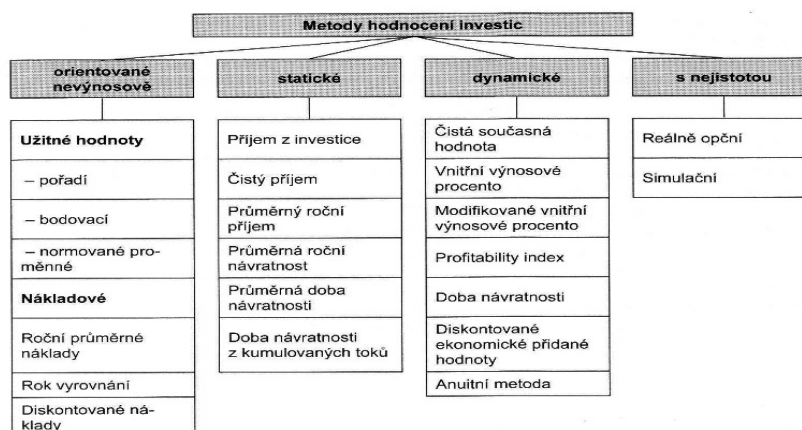 Metody hodnocení investic
orientované
nevýnosově
statické
dynamické
s nejistotou
Užitné hodnoty
– pořadí
– bodovací
– normované pro-
měnné
Nákladové
Roční průměrné
náklady
Rok vyrovnání
Diskontované ná-
klady
Příjem z investice
Čistý příjem
Průměrný roční
příjem
Průměrná roční
návratnost
Průměrná doba
návratnosti
Doba návratnosti
z kumulovaných toků
Čistá současná
hodnota
Vnitřní výnosové
procento
Modifikované vnitřní
výnosové procento
Profitability index
Doba návratnosti
Diskontované
ekonomické přidané
hodnoty
Anuitní metoda
Reálně opční
Simulační